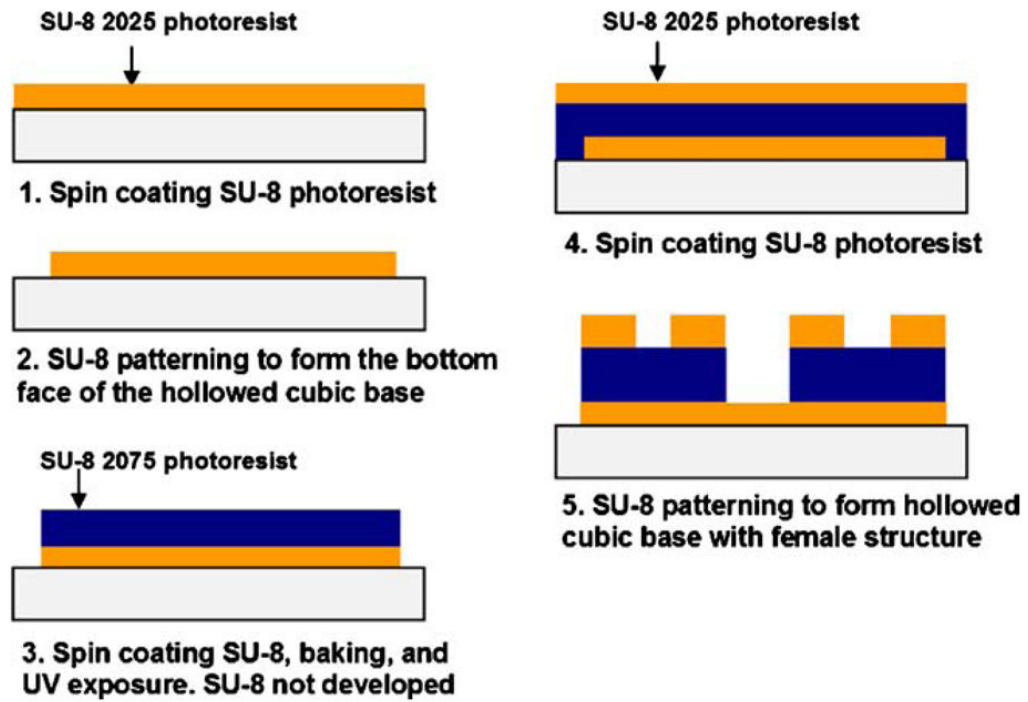 SU-8 2025 photoresist
1. Spin coating SU-8 photoresist
2. SU-8 patterning to form the bottom
face of the hollowed cubic base
SU-8 2075 photoresist
3. Spin coating SU-8, baking, and
UV exposure. SU-8 not developed
SU-8 2025 photoresist
4. Spin coating SU-8 photoresist
5. SU-8 patterning to form hollowed
cubic base with female structure